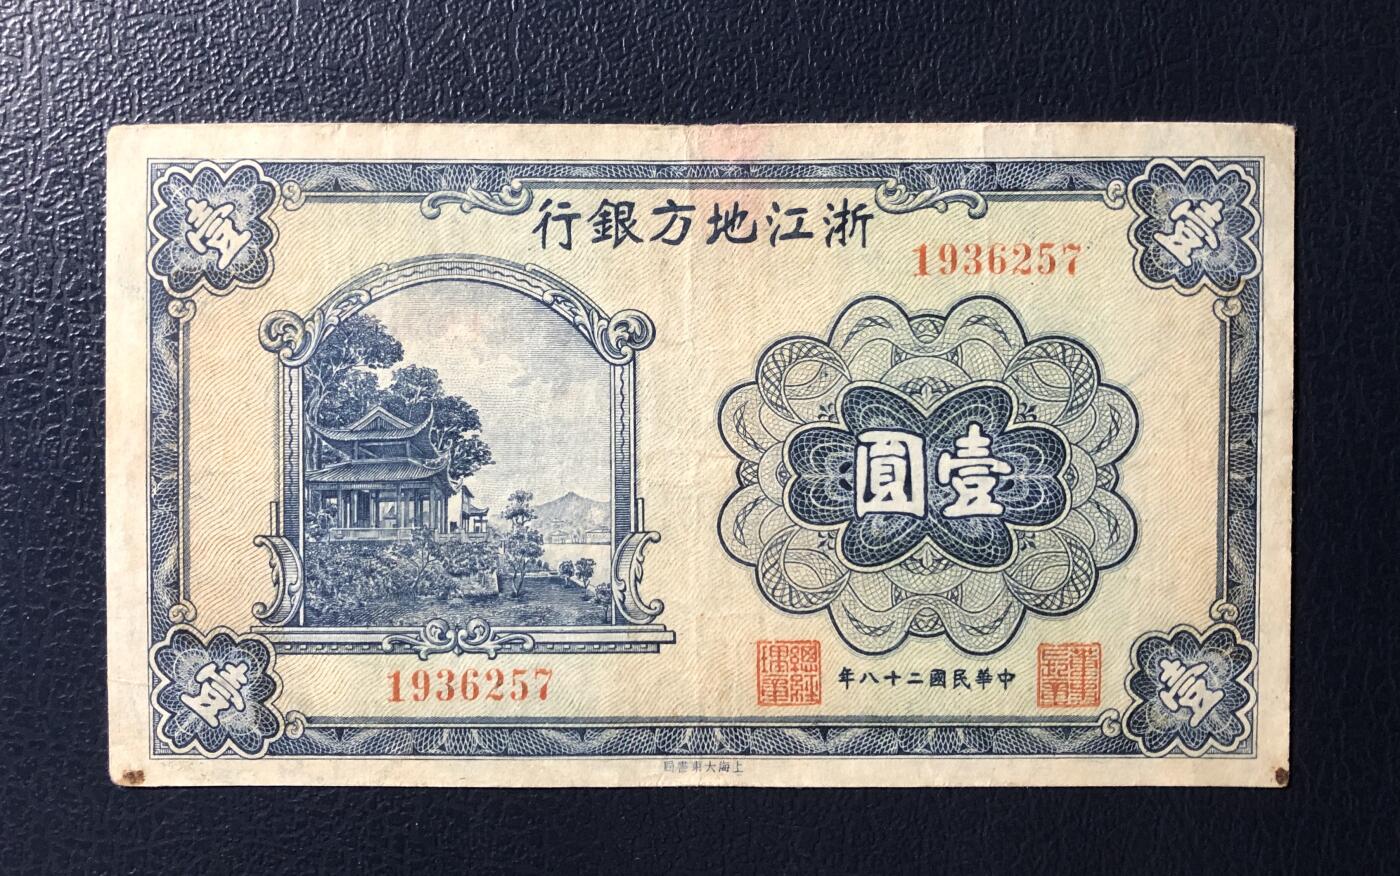 壹
壹
浙江地方銀行
1936257
壹圓
1936257
中華民國二十八年
壹
壹
上海大東書局